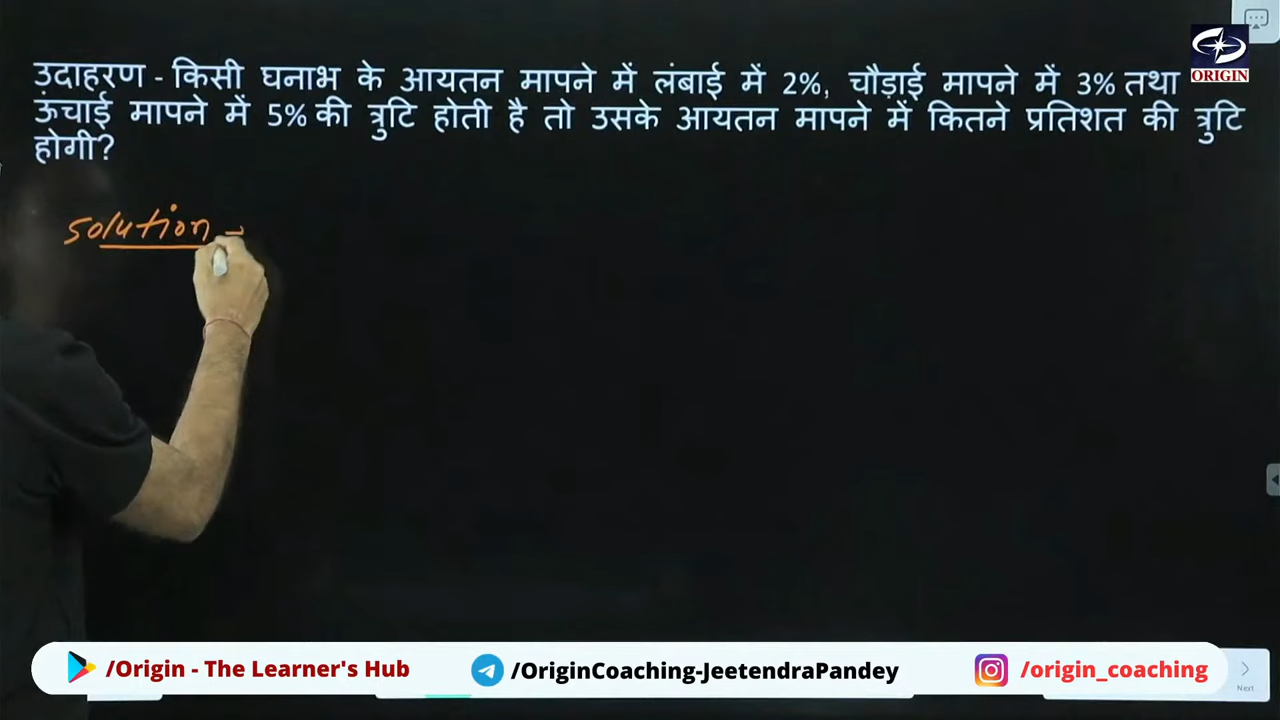 उदाहरण - किसी घनाभ के आयतन मापने में लंबाई में 2%, चौड़ाई मापने में 3% तथा
ऊंचाई मापने में 5% की त्रुटि होती है तो उसके आयतन मापने में कितने प्रतिशत की त्रुटि
होगी?
ORIGIN
Solution -
/Origin - The Learner's Hub
/OriginCoaching-JeetendraPandey
/origin_coaching
Next